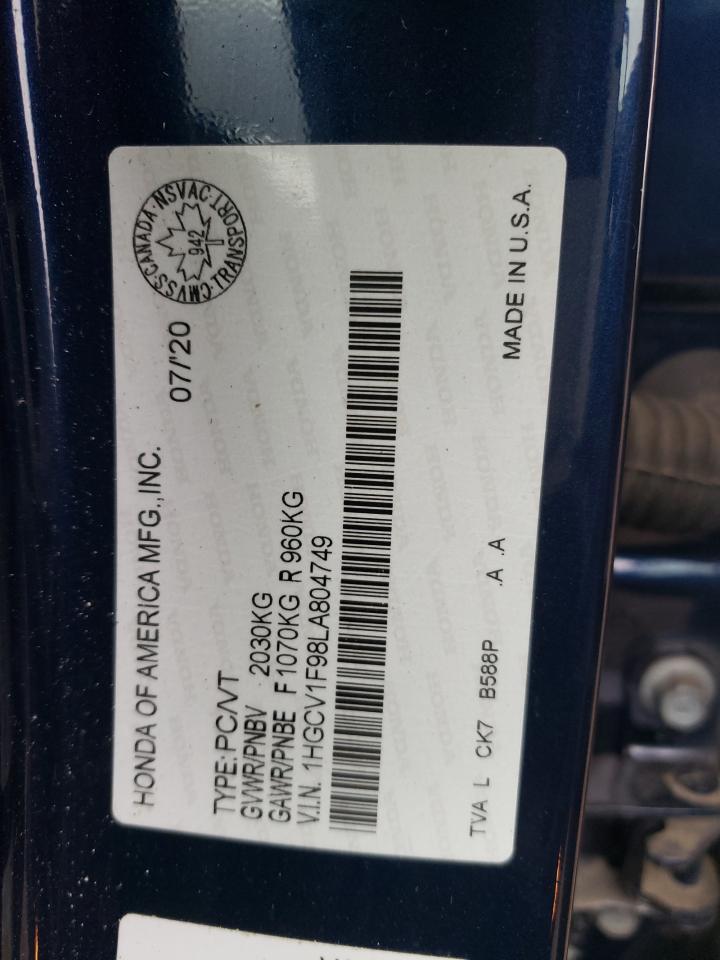 HONDA OF AMERICA MFG.,INC.
07/'20
CMVSS·CANADA·NSVAC·TRANSPORT
942
TYPE:PC/VT
GVWR/PNBV 2030KG
GAWR/PNBE F 1070KG R 960KG
V.I.N. 1HGCV1F98LA804749
TVA L CK7 B588P .A .A
MADE IN U.S.A.